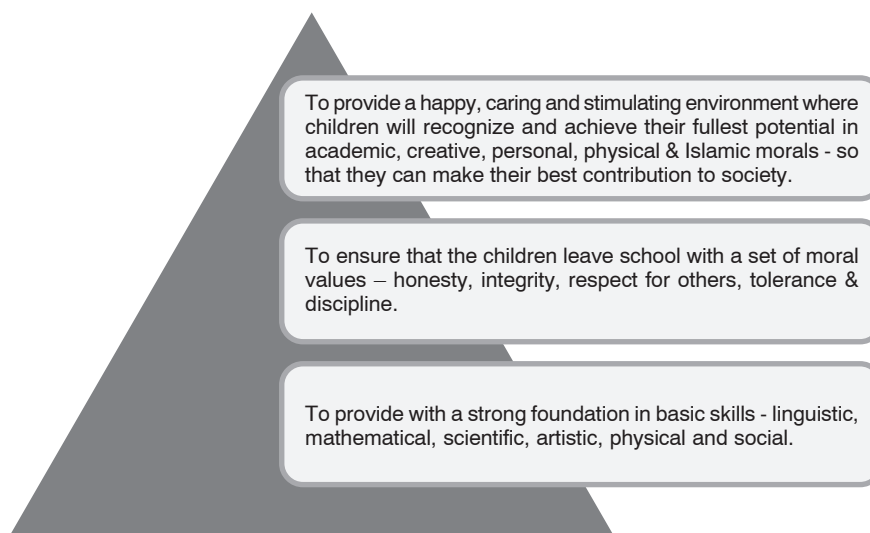 To provide a happy, caring and stimulating environment where
children will recognize and achieve their fullest potential in
academic, creative, personal, physical & Islamic morals - so
that they can make their best contribution to society.
To ensure that the children leave school with a set of moral
values – honesty, integrity, respect for others, tolerance &
discipline.
To provide with a strong foundation in basic skills - linguistic,
mathematical, scientific, artistic, physical and social.